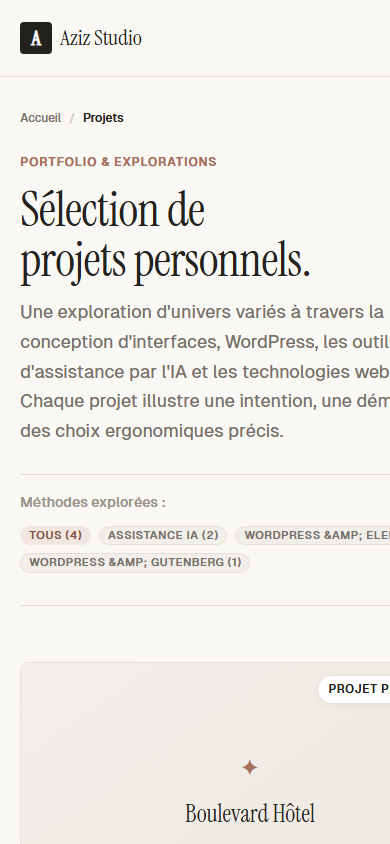 A Aziz Studio
Accueil / Projets
PORTFOLIO & EXPLORATIONS
Sélection de
projets personnels.
Une exploration d'univers variés à travers la
conception d'interfaces, WordPress, les outil
d'assistance par l'IA et les technologies web
Chaque projet illustre une intention, une dém
des choix ergonomiques précis.
Méthodes explorées :
TOUS (4) ASSISTANCE IA (2) WORDPRESS &AMP; ELE
WORDPRESS &AMP; GUTENBERG (1)
PROJET P
Boulevard Hôtel